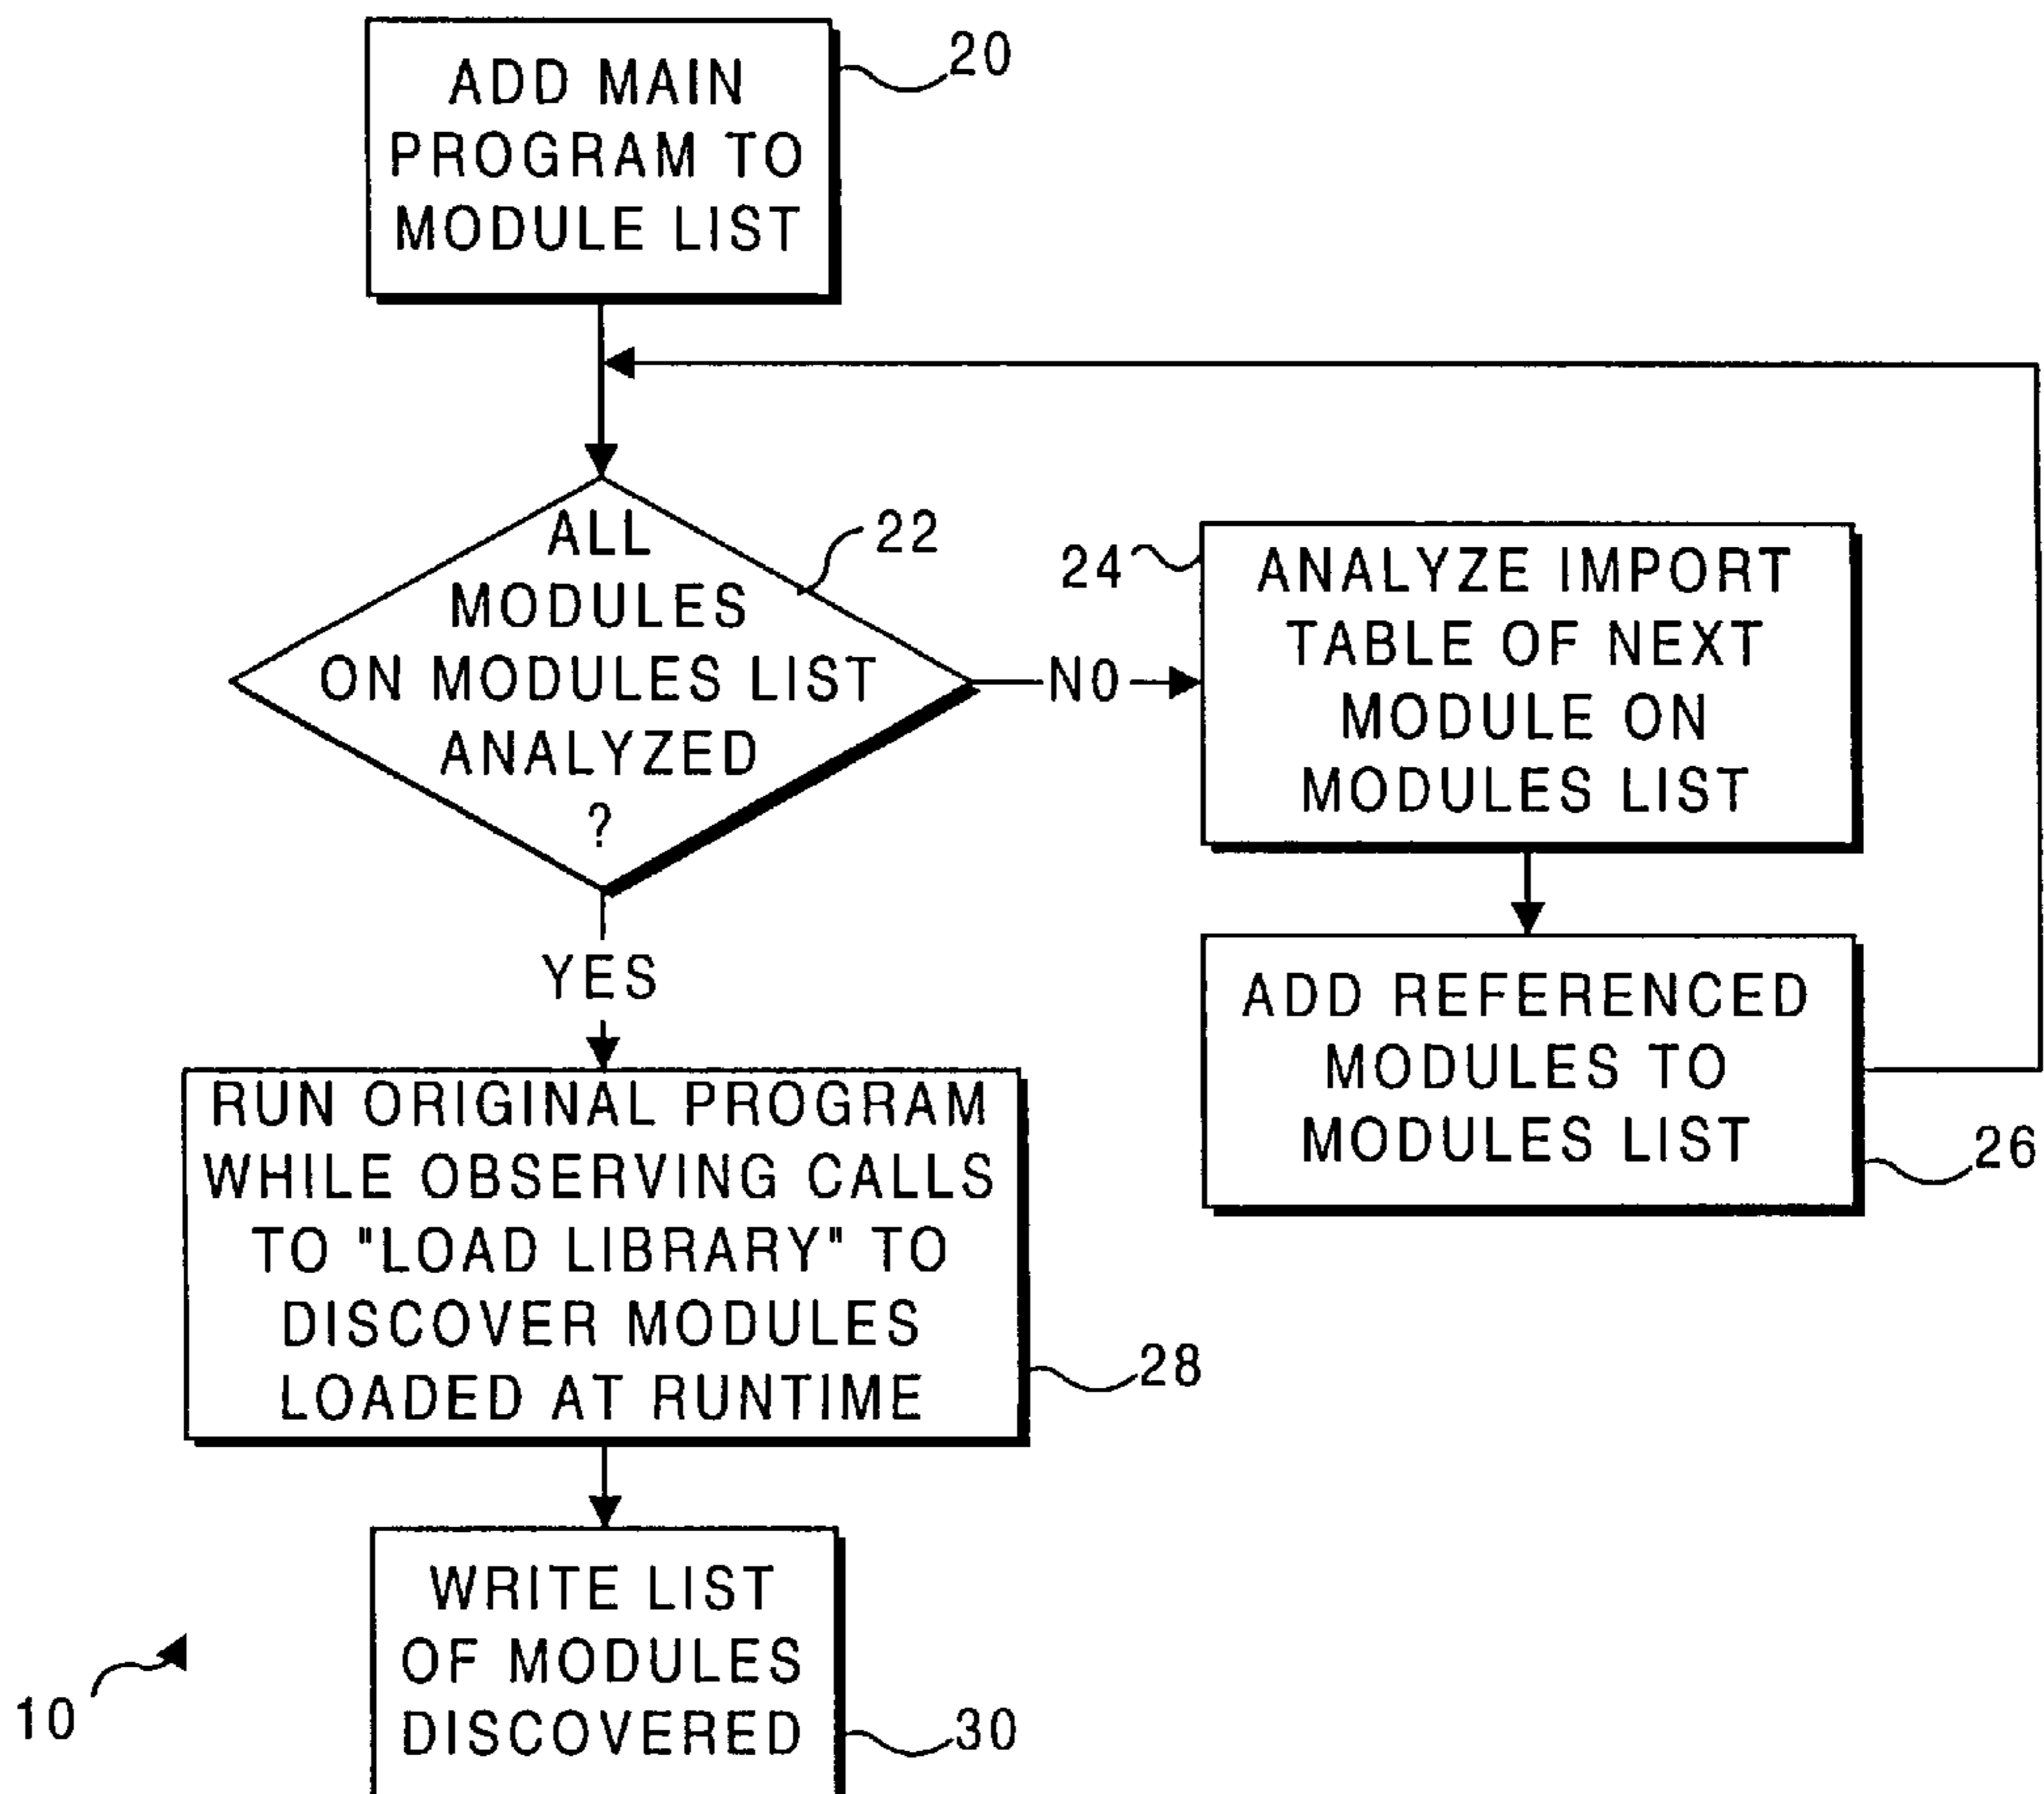 ADD MAIN
PROGRAM TO
MODULE LIST
20
ALL
MODULES
ON MODULES LIST
ANALYZED
?
22
NO
24
ANALYZE IMPORT
TABLE OF NEXT
MODULE ON
MODULES LIST
ADD REFERENCED
MODULES TO
MODULES LIST
26
YES
RUN ORIGINAL PROGRAM
WHILE OBSERVING CALLS
TO "LOAD LIBRARY" TO
DISCOVER MODULES
LOADED AT RUNTIME
28
WRITE LIST
OF MODULES
DISCOVERED
30
10